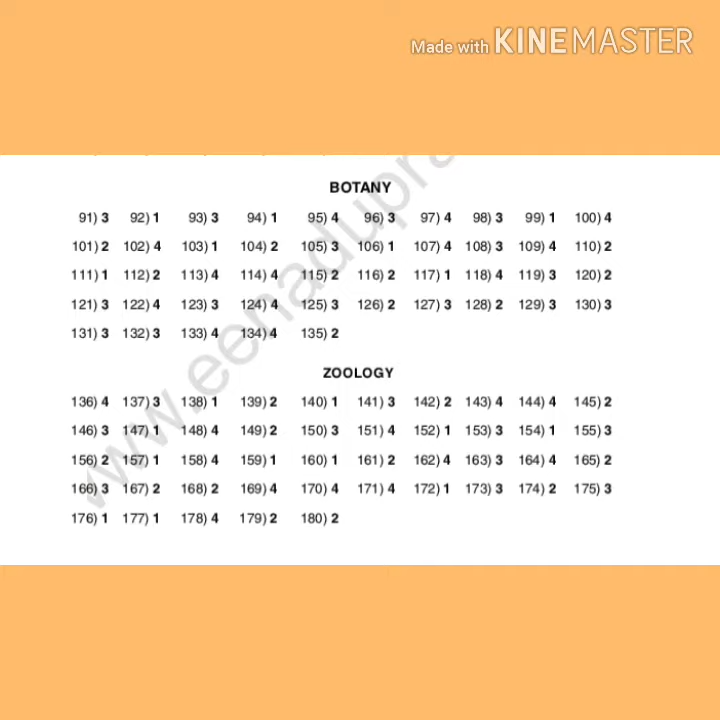 Made with KINEMASTER
BOTANY
91) 3 92) 1 93) 3 94) 1 95) 4 96) 3 97) 4 98) 3 99) 1 100) 4
101) 2 102) 4 103) 1 104) 2 105) 3 106) 1 107) 4 108) 3 109) 4 110) 2
111) 1 112) 2 113) 4 114) 4 115) 2 116) 2 117) 1 118) 4 119) 3 120) 2
121) 3 122) 4 123) 3 124) 4 125) 3 126) 2 127) 3 128) 2 129) 3 130) 3
131) 3 132) 3 133) 4 134) 4 135) 2
ZOOLOGY
136) 4 137) 3 138) 1 139) 2 140) 1 141) 3 142) 2 143) 4 144) 4 145) 2
146) 3 147) 1 148) 4 149) 2 150) 3 151) 4 152) 1 153) 3 154) 1 155) 3
156) 2 157) 1 158) 4 159) 1 160) 1 161) 2 162) 4 163) 3 164) 4 165) 2
166) 3 167) 2 168) 2 169) 4 170) 4 171) 4 172) 1 173) 3 174) 2 175) 3
176) 1 177) 1 178) 4 179) 2 180) 2